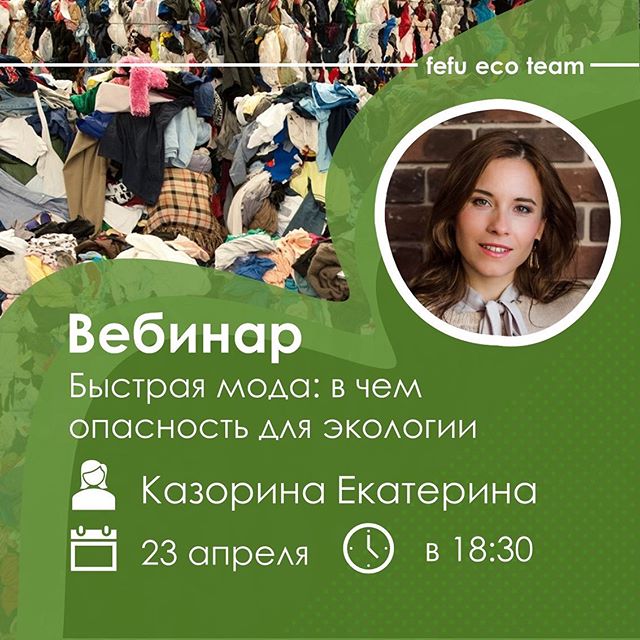 fefu eco team
Вебинар
Быстрая мода: в чем
опасность для экологии
Казорина Екатерина
23 апреля
в 18:30